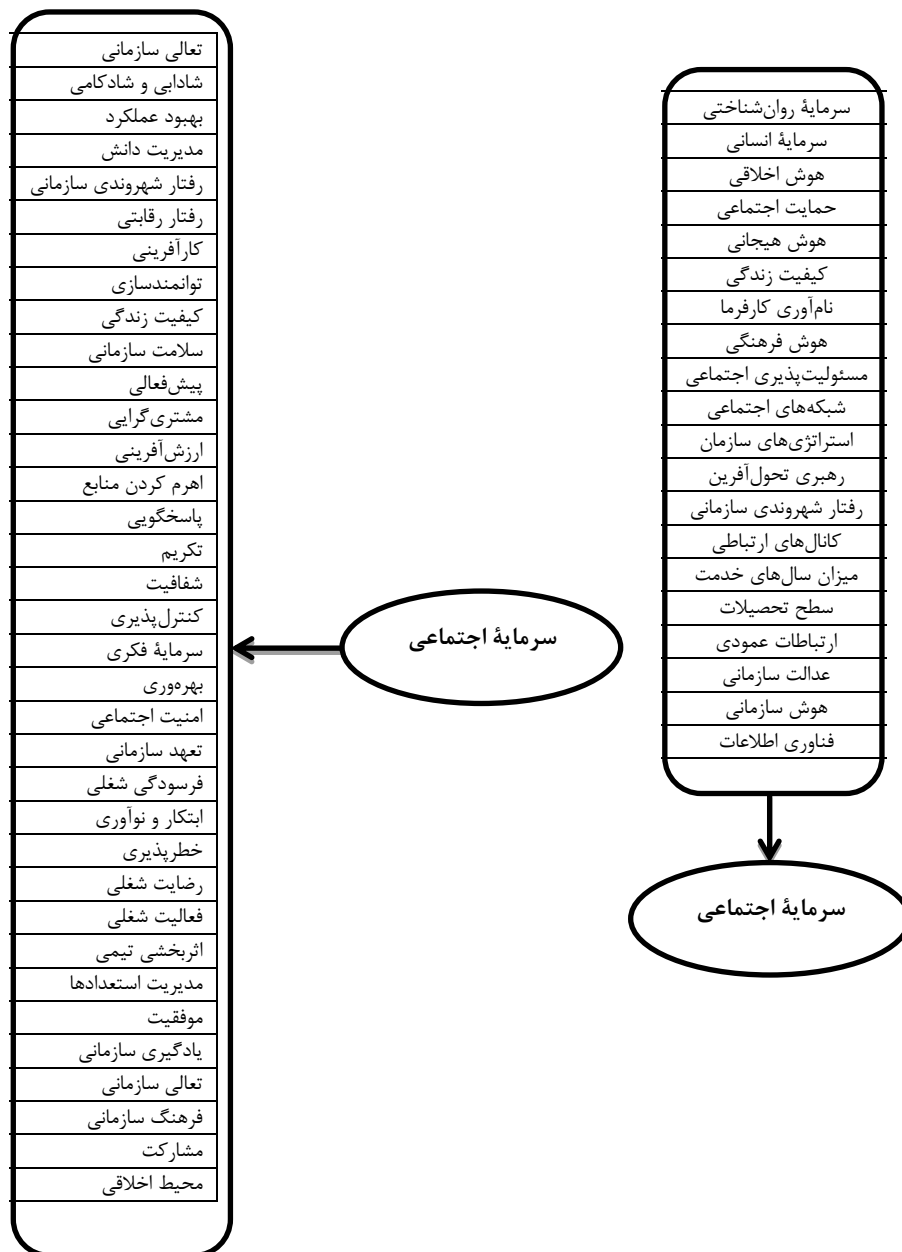 سرمایۀ روان‌شناختی
سرمایۀ انسانی
هوش اخلاقی
حمایت اجتماعی
هوش هیجانی
کیفیت زندگی
نام‌آوری کارفرما
هوش فرهنگی
مسئولیت‌پذیری اجتماعی
شبکه‌های اجتماعی
استراتژی‌های سازمان
رهبری تحول‌آفرین
رفتار شهروندی سازمانی
کانال‌های ارتباطی
میزان سال‌های خدمت
سطح تحصیلات
ارتباطات عمودی
عدالت سازمانی
هوش سازمانی
فناوری اطلاعات
سرمایۀ اجتماعی
سرمایۀ اجتماعی
تعالی سازمانی
شادابی و شادکامی
بهبود عملکرد
مدیریت دانش
رفتار شهروندی سازمانی
رفتار رقابتی
کارآفرینی
توانمندسازی
کیفیت زندگی
سلامت سازمانی
پیش‌فعالی
مشتری‌گرایی
ارزش‌آفرینی
اهرم کردن منابع
پاسخگویی
تکریم
شفافیت
کنترل‌پذیری
سرمایۀ فکری
بهره‌وری
امنیت اجتماعی
تعهد سازمانی
فرسودگی شغلی
ابتکار و نوآوری
خطرپذیری
رضایت شغلی
فعالیت شغلی
اثربخشی تیمی
مدیریت استعدادها
موفقیت
یادگیری سازمانی
تعالی سازمانی
فرهنگ سازمانی
مشارکت
محیط اخلاقی